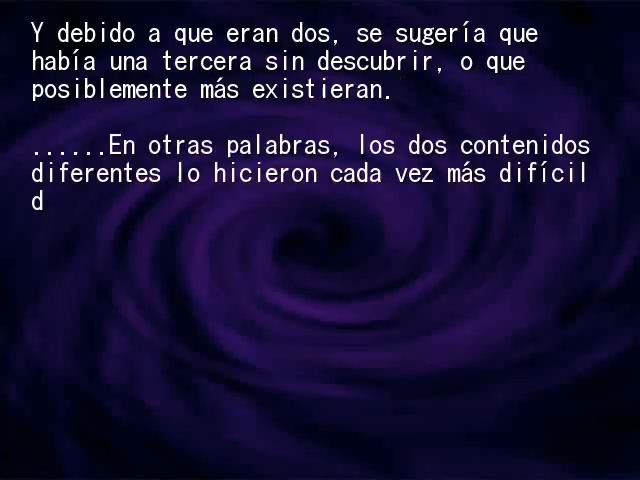 Y debido a que eran dos, se sugería que
había una tercera sin descubrir, o que
posiblemente más existieran.
......En otras palabras, los dos contenidos
diferentes lo hicieron cada vez más difícil
d